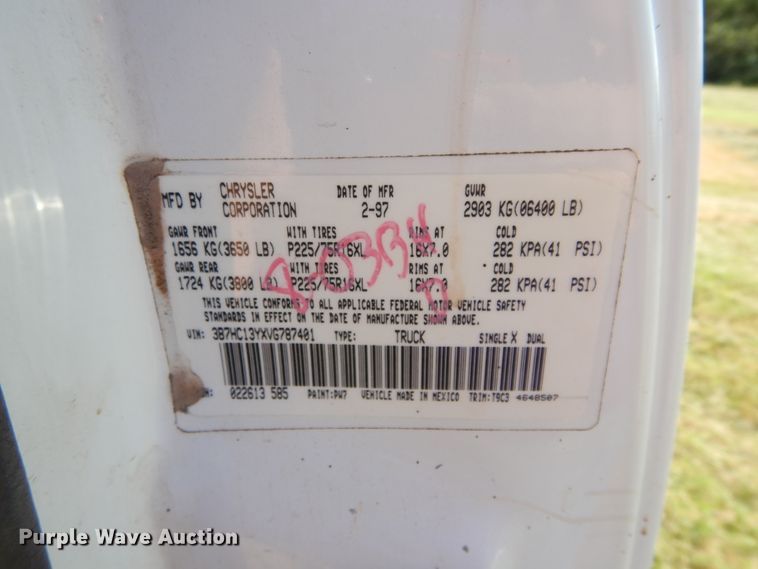 MFD BY CHRYSLER CORPORATION DATE OF MFR 2-97 GVWR 2903 KG(06400 LB)
GAWR FRONT WITH TIRES RIMS AT COLD
1656 KG(3650 LB) P225/75R16XL 16X7.0 282 KPA(41 PSI)
GAWR REAR WITH TIRES RIMS AT COLD
1724 KG(3800 LB) P225/75R16XL 16X7.0 282 KPA(41 PSI)
THIS VEHICLE CONFORMS TO ALL APPLICABLE FEDERAL MOTOR VEHICLE SAFETY
STANDARDS IN EFFECT ON THE DATE OF MANUFACTURE SHOWN ABOVE.
VIN: 3B7HC13YXVG787401 TYPE: TRUCK SINGLE X DUAL
022613 585 PAINT:PW7 VEHICLE MADE IN MEXICO TRIM:T9C3 4648507
Purple Wave Auction